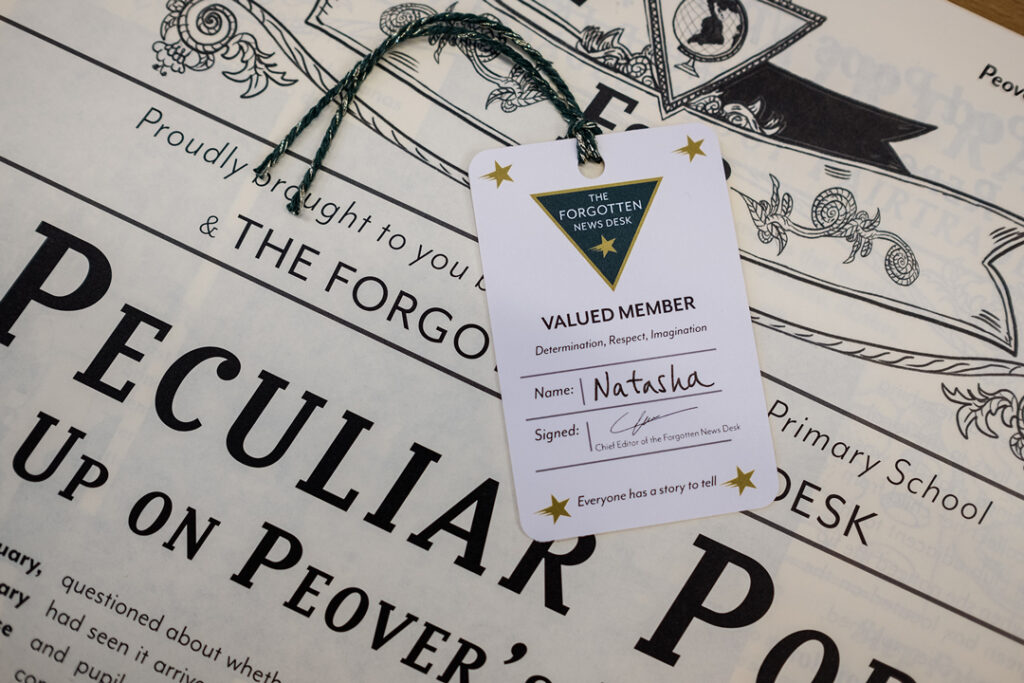 Peov
Proudly brought to you b
Primary School
& THE FORGO
DESK
PECULIAR PO
UP ON PEOVER'S
uary, questioned about wheth
ary had seen it arriv
and pupil
THE
FORGOTTEN
NEWS DESK
VALUED MEMBER
Determination, Respect, Imagination
Name: Natasha
Signed:
Chief Editor of the Forgotten News Desk
Everyone has a story to tell